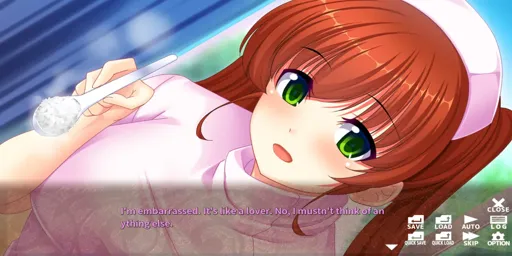 I'm embarrassed. It's like a lover. No, I mustn't think of an
ything else.
CLOSE
SAVE LOAD AUTO LOG
QUICK SAVE QUICK LOAD SKIP OPTION